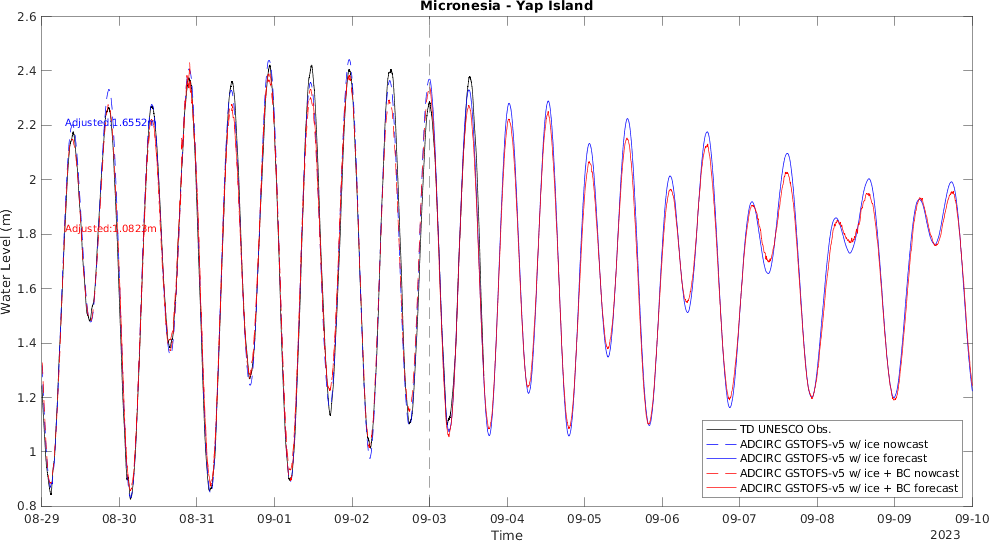 Micronesia - Yap Island
2.6
2.4
2.2
2
1.8
1.6
1.4
1.2
1
0.8
Water Level (m)
Adjusted:1.6552m
Adjusted:1.0823m
TD UNESCO Obs.
ADCIRC GSTOFS-v5 w/ ice nowcast
ADCIRC GSTOFS-v5 w/ ice forecast
ADCIRC GSTOFS-v5 w/ ice + BC nowcast
ADCIRC GSTOFS-v5 w/ ice + BC forecast
08-29 08-30 08-31 09-01 09-02 09-03 09-04 09-05 09-06 09-07 09-08 09-09 09-10
Time
2023